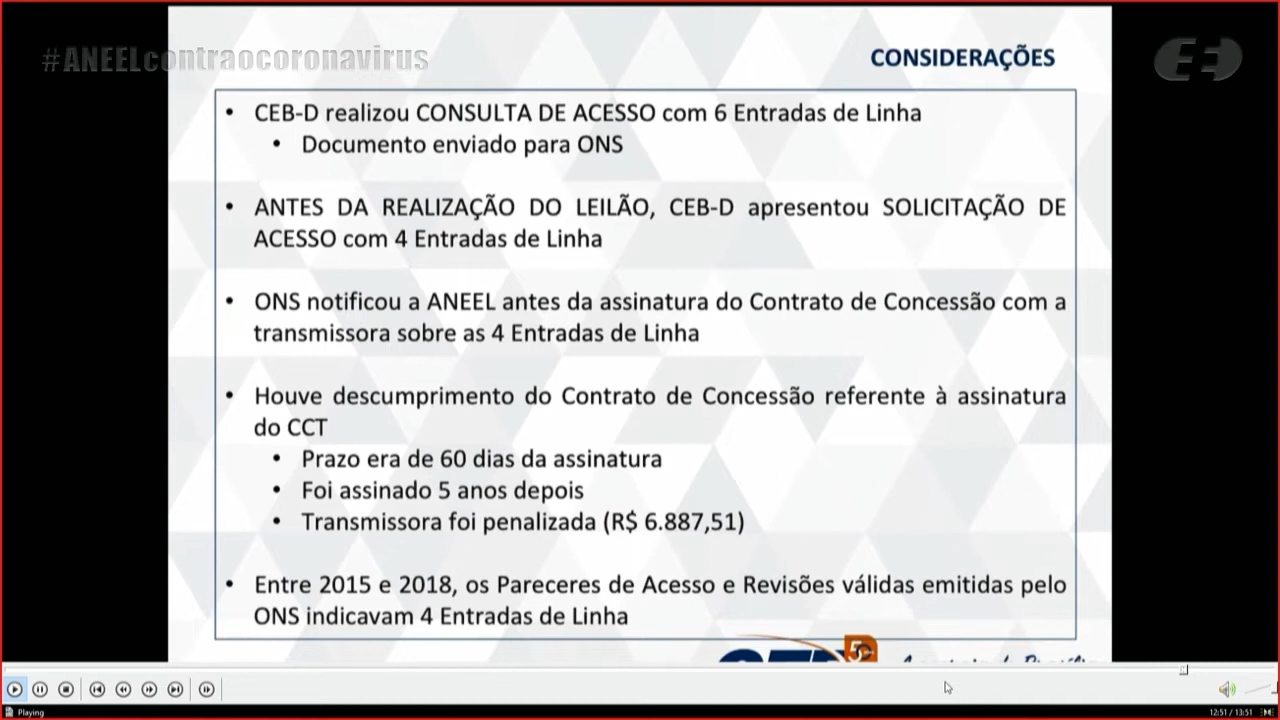 #ANEELcontraocoronavirus
CONSIDERAÇÕES
• CEB-D realizou CONSULTA DE ACESSO com 6 Entradas de Linha
• Documento enviado para ONS
• ANTES DA REALIZAÇÃO DO LEILÃO, CEB-D apresentou SOLICITAÇÃO DE
ACESSO com 4 Entradas de Linha
• ONS notificou a ANEEL antes da assinatura do Contrato de Concessão com a
transmissora sobre as 4 Entradas de Linha
• Houve descumprimento do Contrato de Concessão referente à assinatura
do CCT
• Prazo era de 60 dias da assinatura
• Foi assinado 5 anos depois
• Transmissora foi penalizada (R$ 6.887,51)
• Entre 2015 e 2018, os Pareceres de Acesso e Revisões válidas emitidas pelo
ONS indicavam 4 Entradas de Linha
Playing
12:51 / 13:51